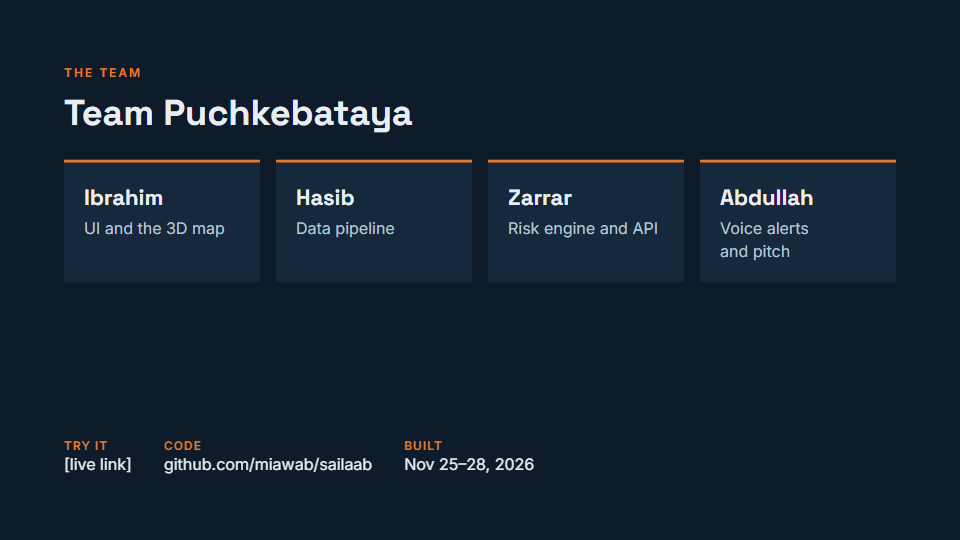 THE TEAM
Team Puchkebataya
Ibrahim
UI and the 3D map
Hasib
Data pipeline
Zarrar
Risk engine and API
Abdullah
Voice alerts
and pitch
TRY IT
[live link]
CODE
github.com/miawab/sailaab
BUILT
Nov 25–28, 2026